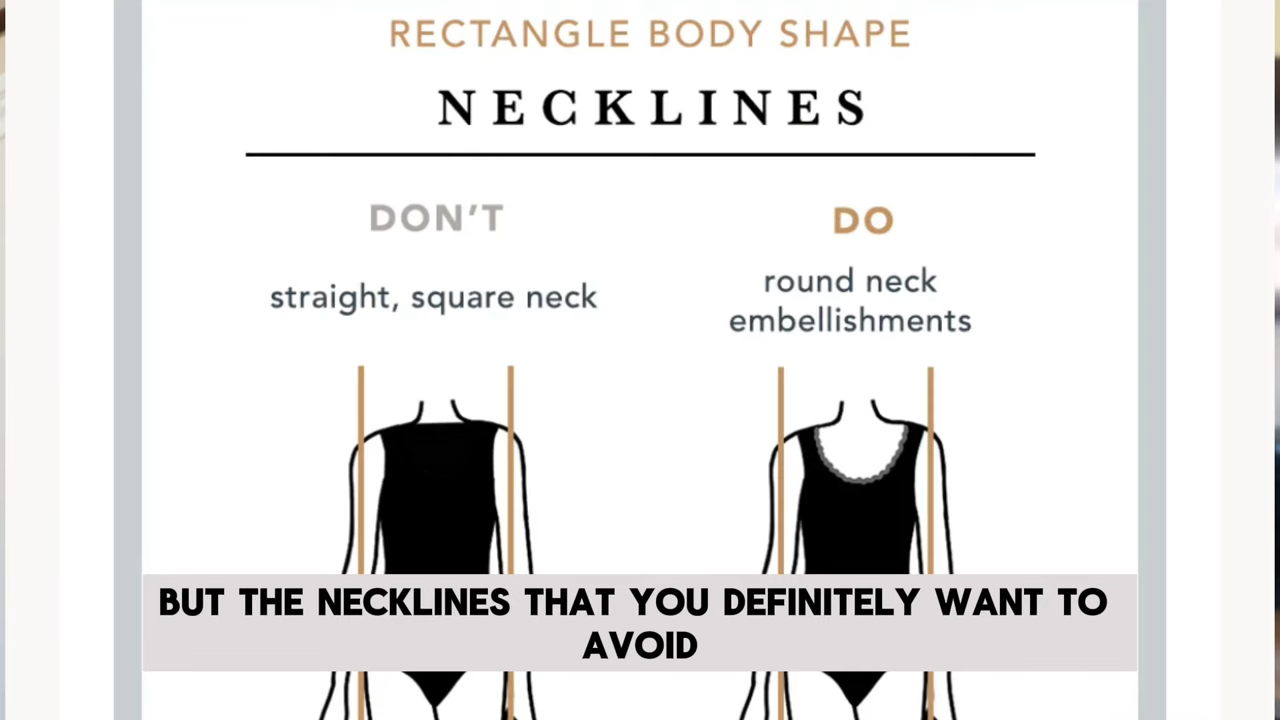 RECTANGLE BODY SHAPE
NECKLINES
DON'T
straight, square neck
DO
round neck
embellishments
BUT THE NECKLINES THAT YOU DEFINITELY WANT TO
AVOID